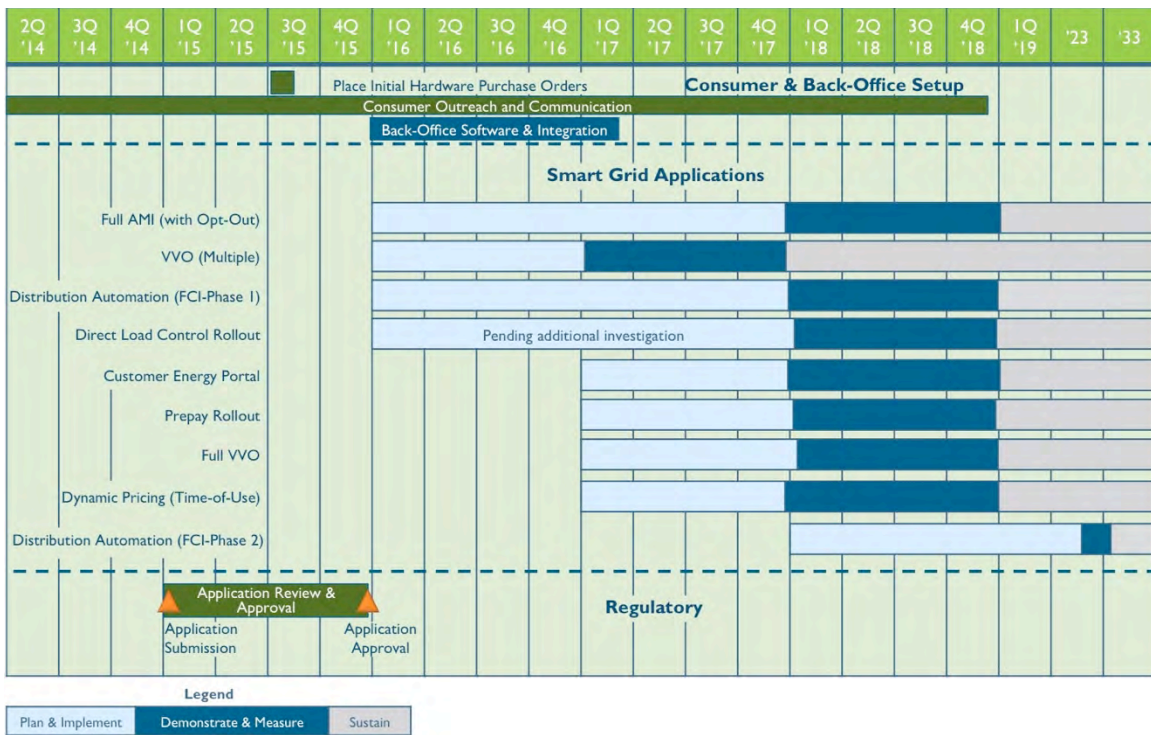 2Q 3Q 4Q 1Q 2Q 3Q 4Q 1Q 2Q 3Q 4Q 1Q 2Q 3Q 4Q 1Q 2Q 3Q 4Q 1Q '23 '33
'14 '14 '14 '15 '15 '15 '15 '16 '16 '16 '16 '17 '17 '17 '17 '18 '18 '18 '18 '19
Place Initial Hardware Purchase Orders
Consumer & Back-Office Setup
Consumer Outreach and Communication
Back-Office Software & Integration
Smart Grid Applications
Full AMI (with Opt-Out)
VVO (Multiple)
Distribution Automation (FCI-Phase 1)
Direct Load Control Rollout
Pending additional investigation
Customer Energy Portal
Prepay Rollout
Full VVO
Dynamic Pricing (Time-of-Use)
Distribution Automation (FCI-Phase 2)
Application Review &
Approval
Regulatory
Application
Submission
Application
Approval
Legend
Plan & Implement
Demonstrate & Measure
Sustain